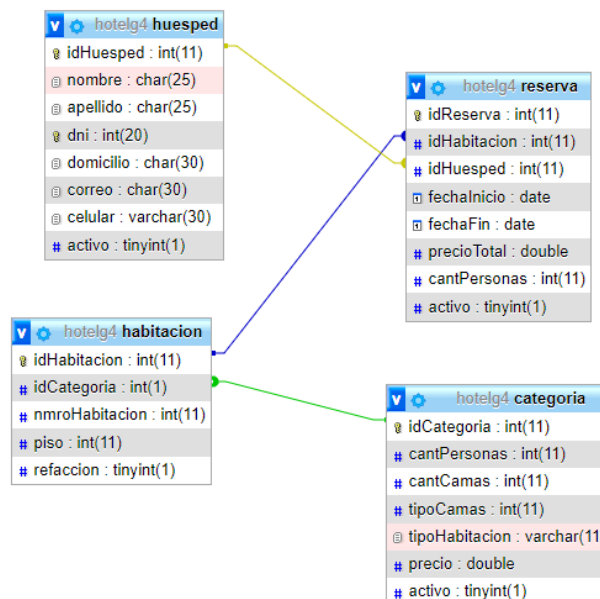 v hotelg4 huesped
idHuesped : int(11)
nombre : char(25)
apellido : char(25)
dni : int(20)
domicilio : char(30)
correo : char(30)
celular : varchar(30)
# activo : tinyint(1)
v hotelg4 reserva
idReserva : int(11)
# idHabitacion : int(11)
# idHuesped : int(11)
fechaInicio : date
fechaFin : date
# precioTotal : double
# cantPersonas : int(11)
# activo : tinyint(1)
v hotelg4 habitacion
idHabitacion : int(11)
# idCategoria : int(1)
# nmroHabitacion : int(11)
# piso : int(11)
# refaccion : tinyint(1)
v hotelg4 categoria
idCategoria : int(11)
# cantPersonas : int(11)
# cantCamas : int(11)
# tipoCamas : int(11)
tipoHabitacion : varchar(11
# precio : double
# activo : tinyint(1)